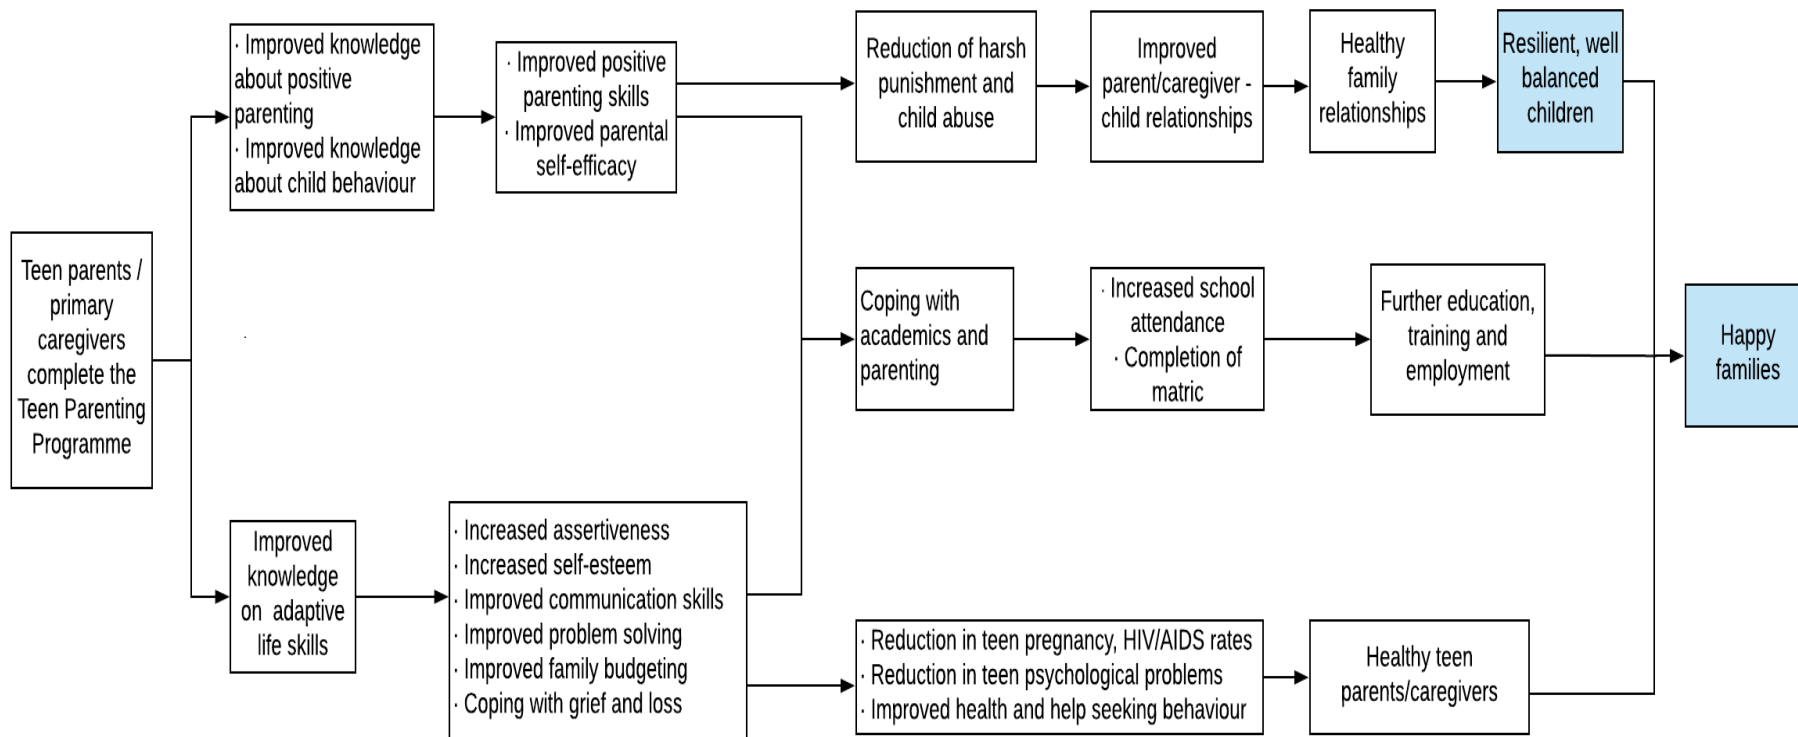 Teen parents /
primary
caregivers
complete the
Teen Parenting
Programme
· Improved knowledge
about positive
parenting
· Improved knowledge
about child behaviour
· Improved positive
parenting skills
· Improved parental
self-efficacy
Reduction of harsh
punishment and
child abuse
Improved
parent/caregiver -
child relationships
Healthy
family
relationships
Resilient, well
balanced
children
Coping with
academics and
parenting
· Increased school
attendance
· Completion of
matric
Further education,
training and
employment
Happy
families
Improved
knowledge
on adaptive
life skills
· Increased assertiveness
· Increased self-esteem
· Improved communication skills
· Improved problem solving
· Improved family budgeting
· Coping with grief and loss
· Reduction in teen pregnancy, HIV/AIDS rates
· Reduction in teen psychological problems
· Improved health and help seeking behaviour
Healthy teen
parents/caregivers